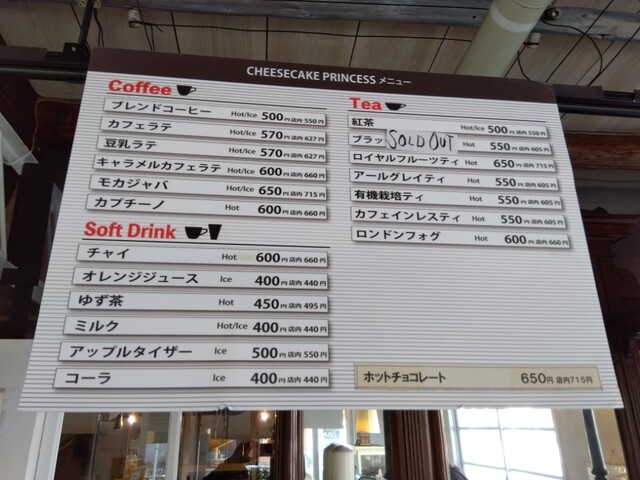 CHEESECAKE PRINCESS メニュー
Coffee
ブレンドコーヒー Hot/Ice 500円 店内 550円
カフェラテ Hot/Ice 570円 店内 627円
豆乳ラテ Hot/Ice 570円 店内 627円
キャラメルカフェラテ Hot/Ice 600円 店内 660円
モカジャバ Hot/Ice 650円 店内 715円
カプチーノ Hot 600円 店内 660円
Soft Drink
チャイ Hot 600円 店内 660円
オレンジジュース Ice 400円 店内 440円
ゆず茶 Hot 450円 店内 495円
ミルク Hot/Ice 400円 店内 440円
アップルタイザー Ice 500円 店内 550円
コーラ Ice 400円 店内 440円
Tea
紅茶 Hot/Ice 500円 店内 550円
ブラッ SOLD OUT Hot 550円 店内 605円
ロイヤルフルーツティ Hot 650円 店内 715円
アールグレイティ Hot 550円 店内 605円
有機栽培ティ Hot 550円 店内 605円
カフェインレスティ Hot 550円 店内 605円
ロンドンフォグ Hot 600円 店内 660円
ホットチョコレート 650円 店内715円